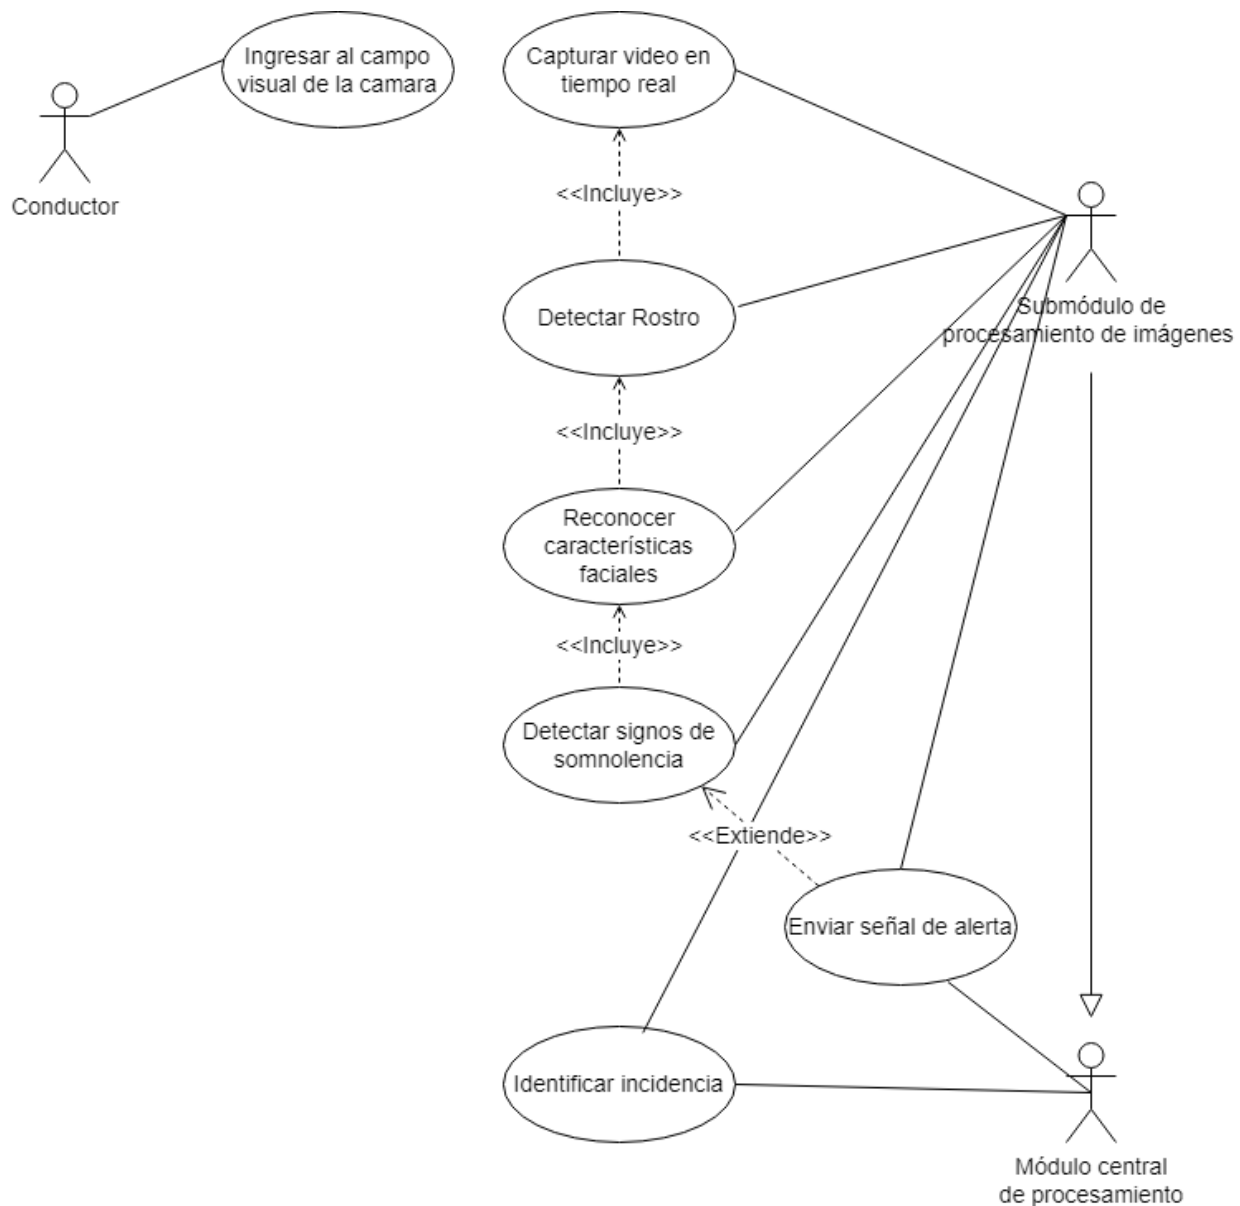 Ingresar al campo
visual de la camara
Capturar video en
tiempo real
Conductor
<<Incluye>>
Submódulo de
procesamiento de imágenes
Detectar Rostro
<<Incluye>>
Reconocer
características
faciales
<<Incluye>>
Detectar signos de
somnolencia
<<Extiende>>
Enviar señal de alerta
Identificar incidencia
Módulo central
de procesamiento